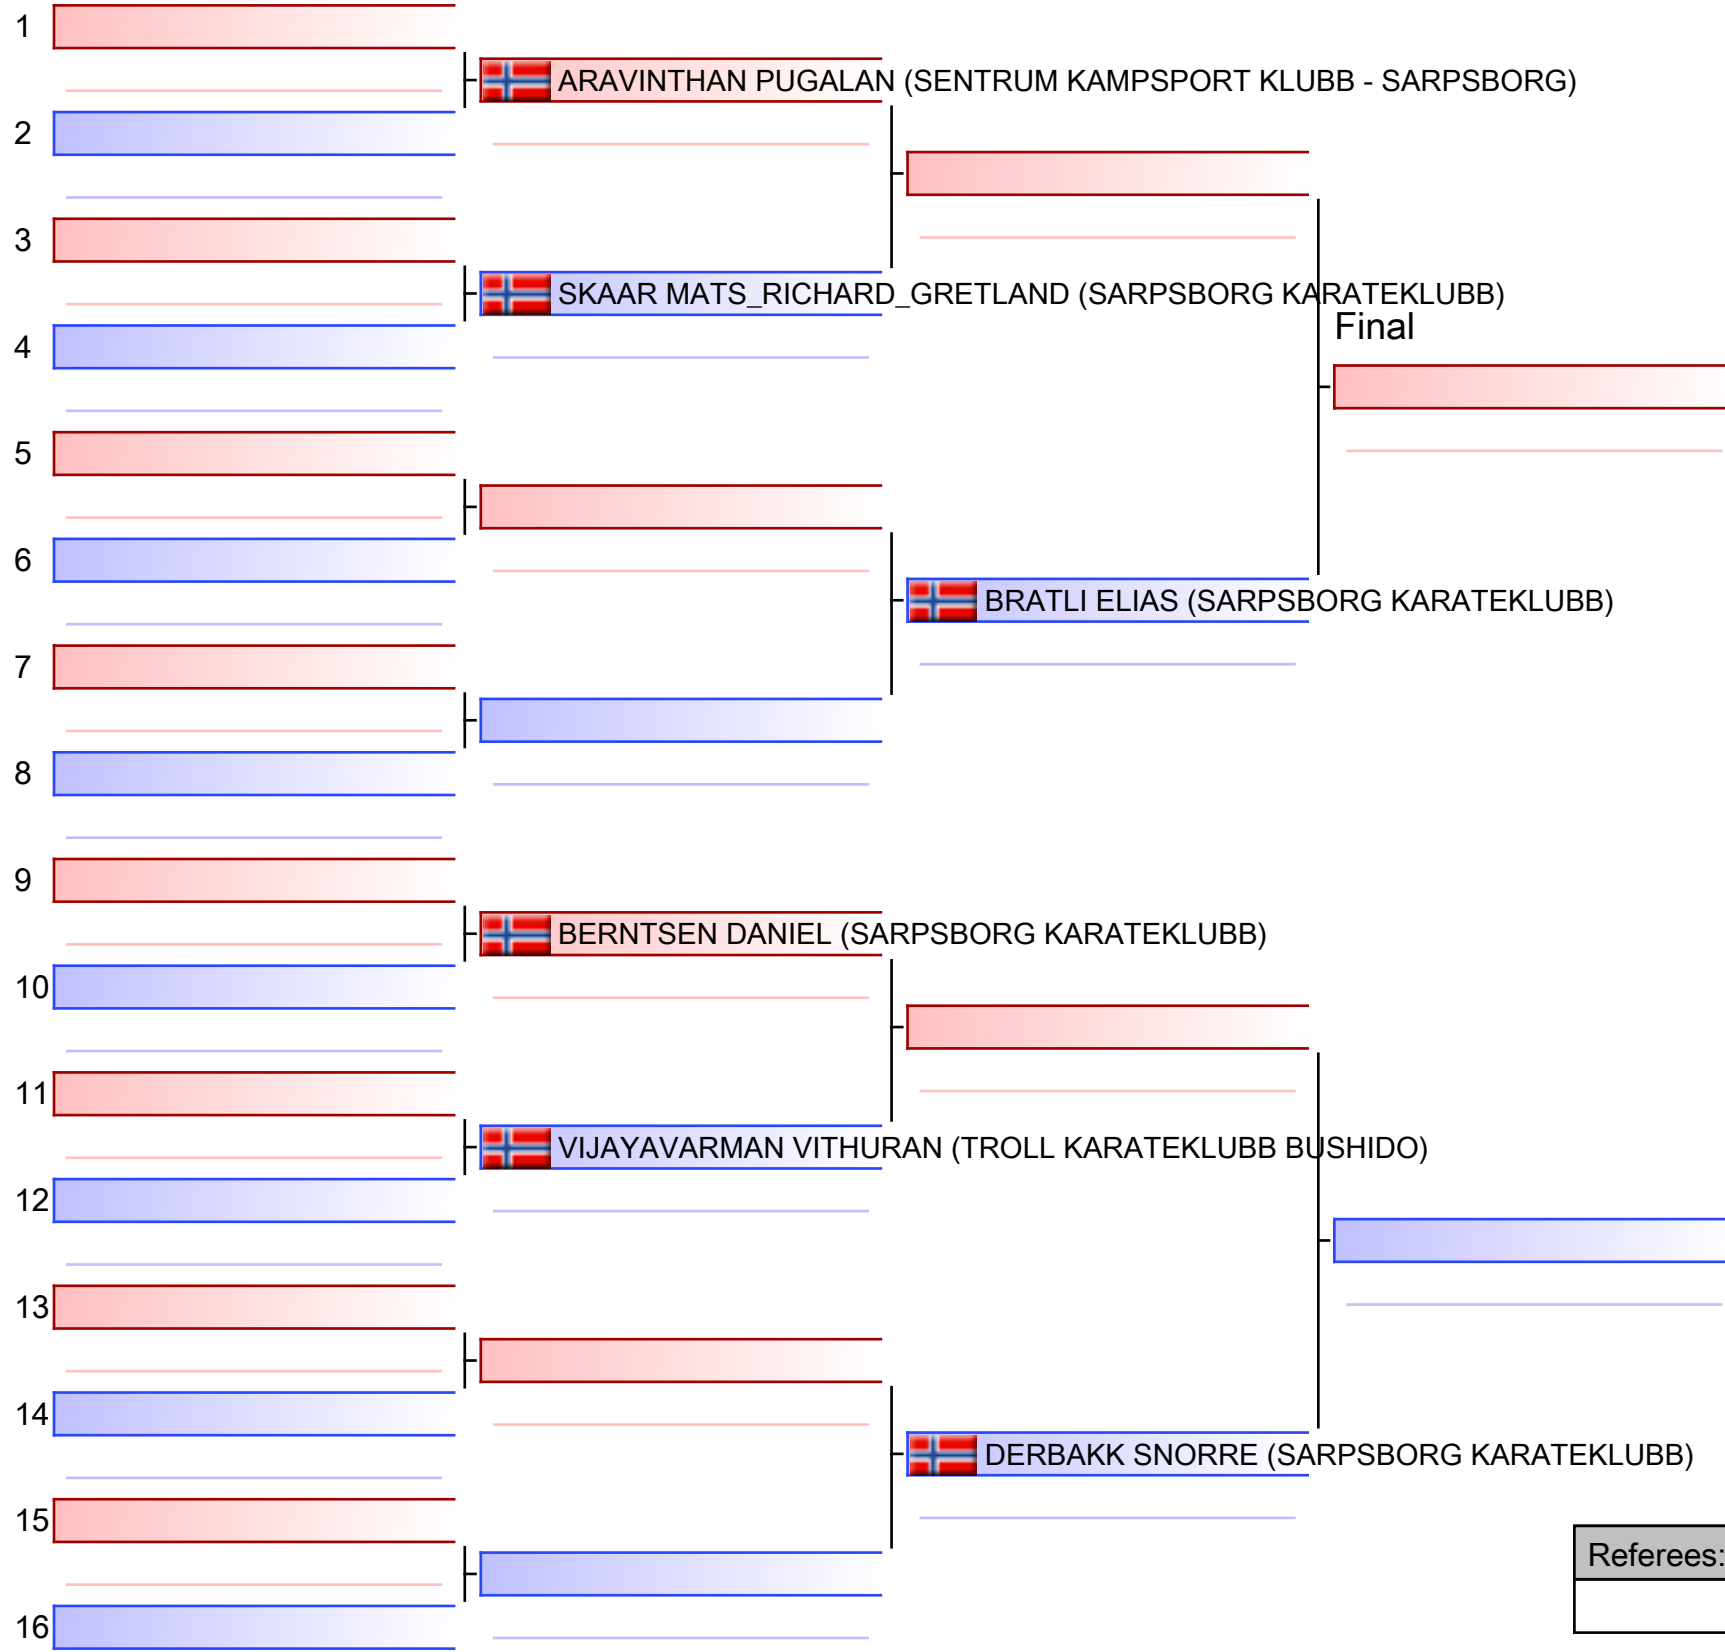 1
ARAVINTHAN PUGALAN (SENTRUM KAMPSPORT KLUBB - SARPSBORG)
2
3
SKAAR MATS_RICHARD_GRETLAND (SARPSBORG KARATEKLUBB)
Final
4
5
6
BRATLI ELIAS (SARPSBORG KARATEKLUBB)
7
8
9
BERNTSEN DANIEL (SARPSBORG KARATEKLUBB)
10
11
VIJAYAVARMAN VITHURAN (TROLL KARATEKLUBB BUSHIDO)
12
13
14
DERBAKK SNORRE (SARPSBORG KARATEKLUBB)
15
Referees:
16